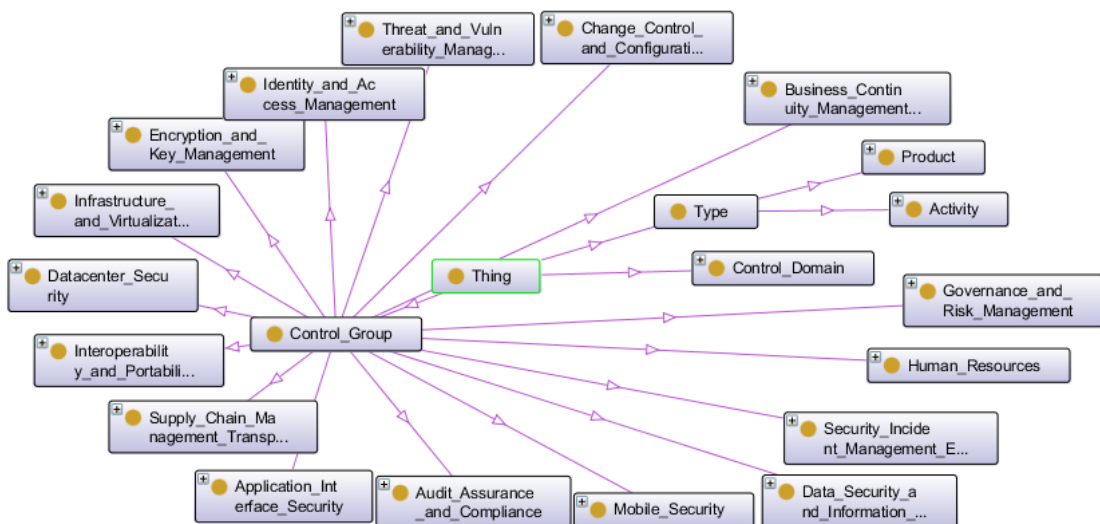 Threat_and_Vuln
erability_Manag...
Change_Control_
and_Configurati...
Identity_and_Ac
cess_Management
Business_Contin
uity_Management...
Encryption_and_
Key_Management
Product
Infrastructure_
and_Virtualizat...
Type
Activity
Datacenter_Secu
rity
Thing
Control_Domain
Governance_and_
Risk_Management
Control_Group
Interoperabilit
y_and_Portabili...
Human_Resources
Supply_Chain_Ma
nagement_Transp...
Security_Incide
nt_Management_E...
Application_Int
erface_Security
Audit_Assurance
_and_Compliance
Mobile_Security
Data_Security_a
nd_Information_...